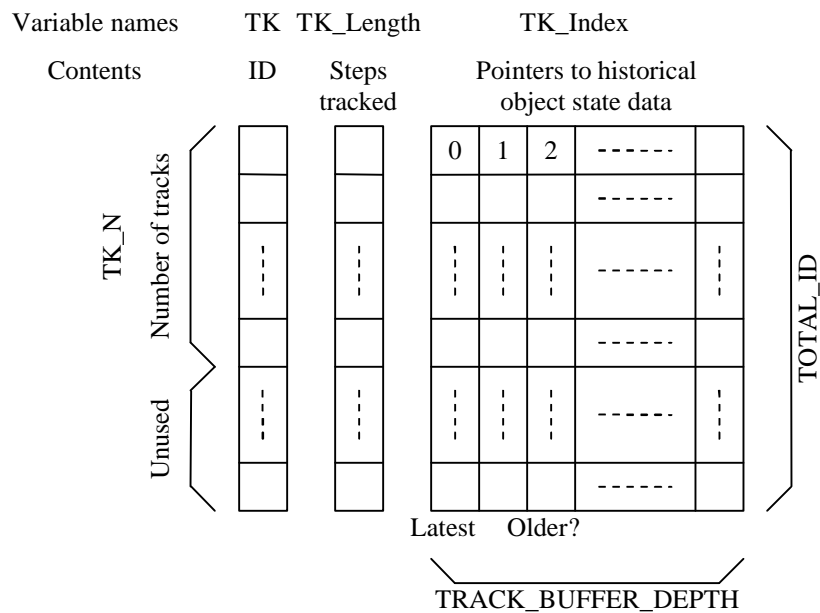 Variable names TK TK_Length TK_Index
Contents ID Steps tracked Pointers to historical object state data
0 1 2
TK_N
Number of tracks
Unused
TOTAL_ID
Latest Older?
TRACK_BUFFER_DEPTH